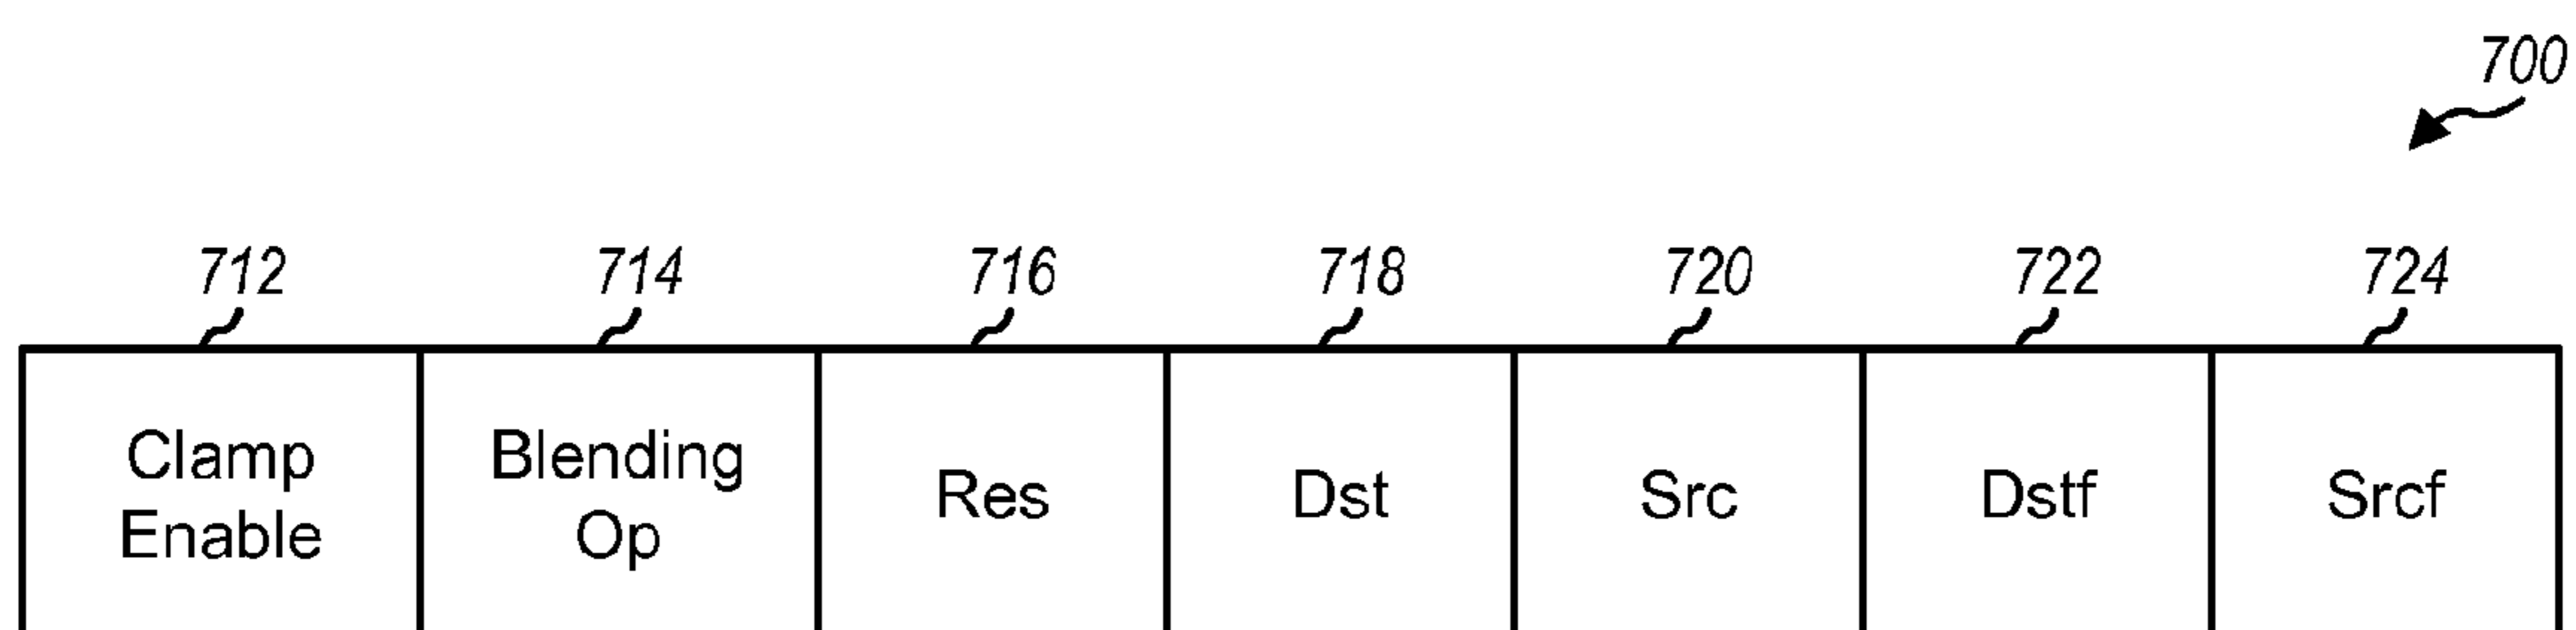 700
712 714 716 718 720 722 724
Clamp
Enable
Blending
Op
Res
Dst
Src
Dstf
Srcf